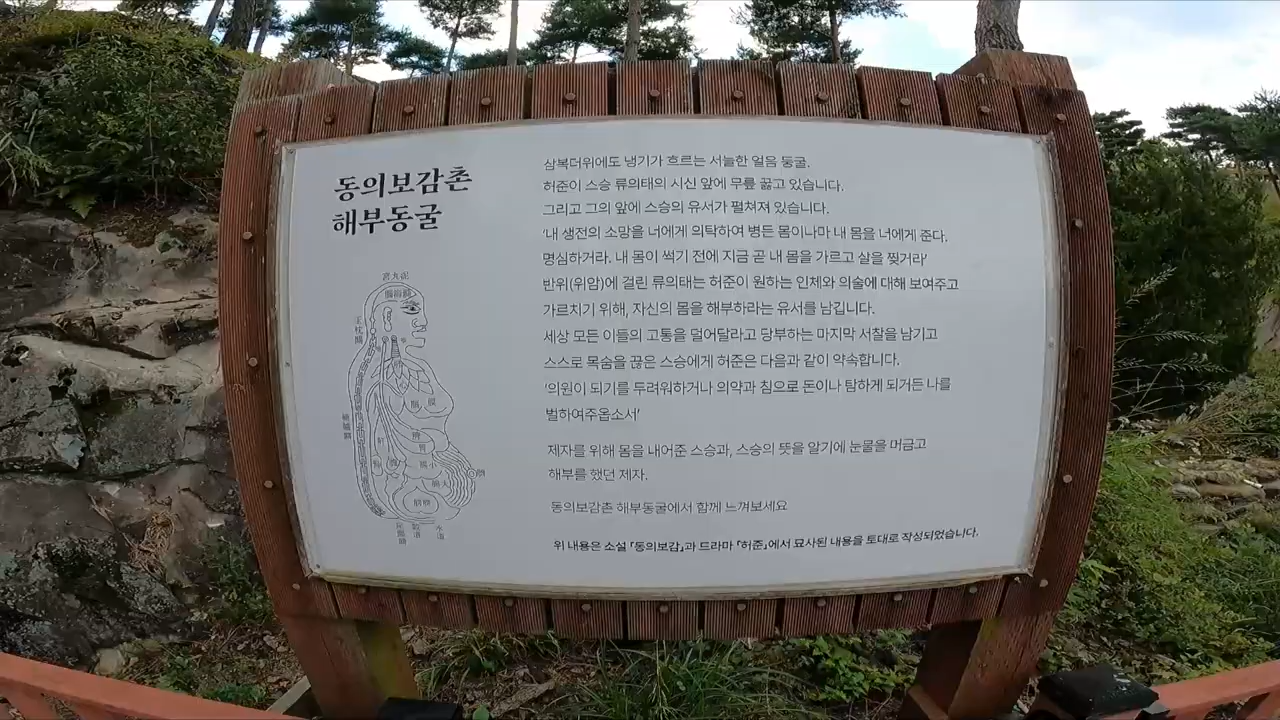 동의보감촌
해부동굴
삼복더위에도 냉기가 흐르는 서늘한 얼음 동굴.
허준이 스승 류의태의 시신 앞에 무릎 꿇고 있습니다.
그리고 그의 앞에 스승의 유서가 펼쳐져 있습니다.
'내 생전의 소망을 너에게 의탁하여 병든 몸이나마 내 몸을 너에게 준다.
명심하거라. 내 몸이 썩기 전에 지금 곧 내 몸을 가르고 살을 찢거라'
반위(위암)에 걸린 류의태는 허준이 원하는 인체와 의술에 대해 보여주고
가르치기 위해, 자신의 몸을 해부하라는 유서를 남깁니다.
세상 모든 이들의 고통을 덜어달라고 당부하는 마지막 서찰을 남기고
스스로 목숨을 끊은 스승에게 허준은 다음과 같이 약속합니다.
'의원이 되기를 두려워하거나 의약과 침으로 돈이나 탐하게 되거든 나를
벌하여주옵소서'
제자를 위해 몸을 내어준 스승과, 스승의 뜻을 알기에 눈물을 머금고
해부를 했던 제자.
동의보감촌 해부동굴에서 함께 느껴보세요
위 내용은 소설 「동의보감」과 드라마 「허준」에서 묘사된 내용을 토대로 작성되었습니다.